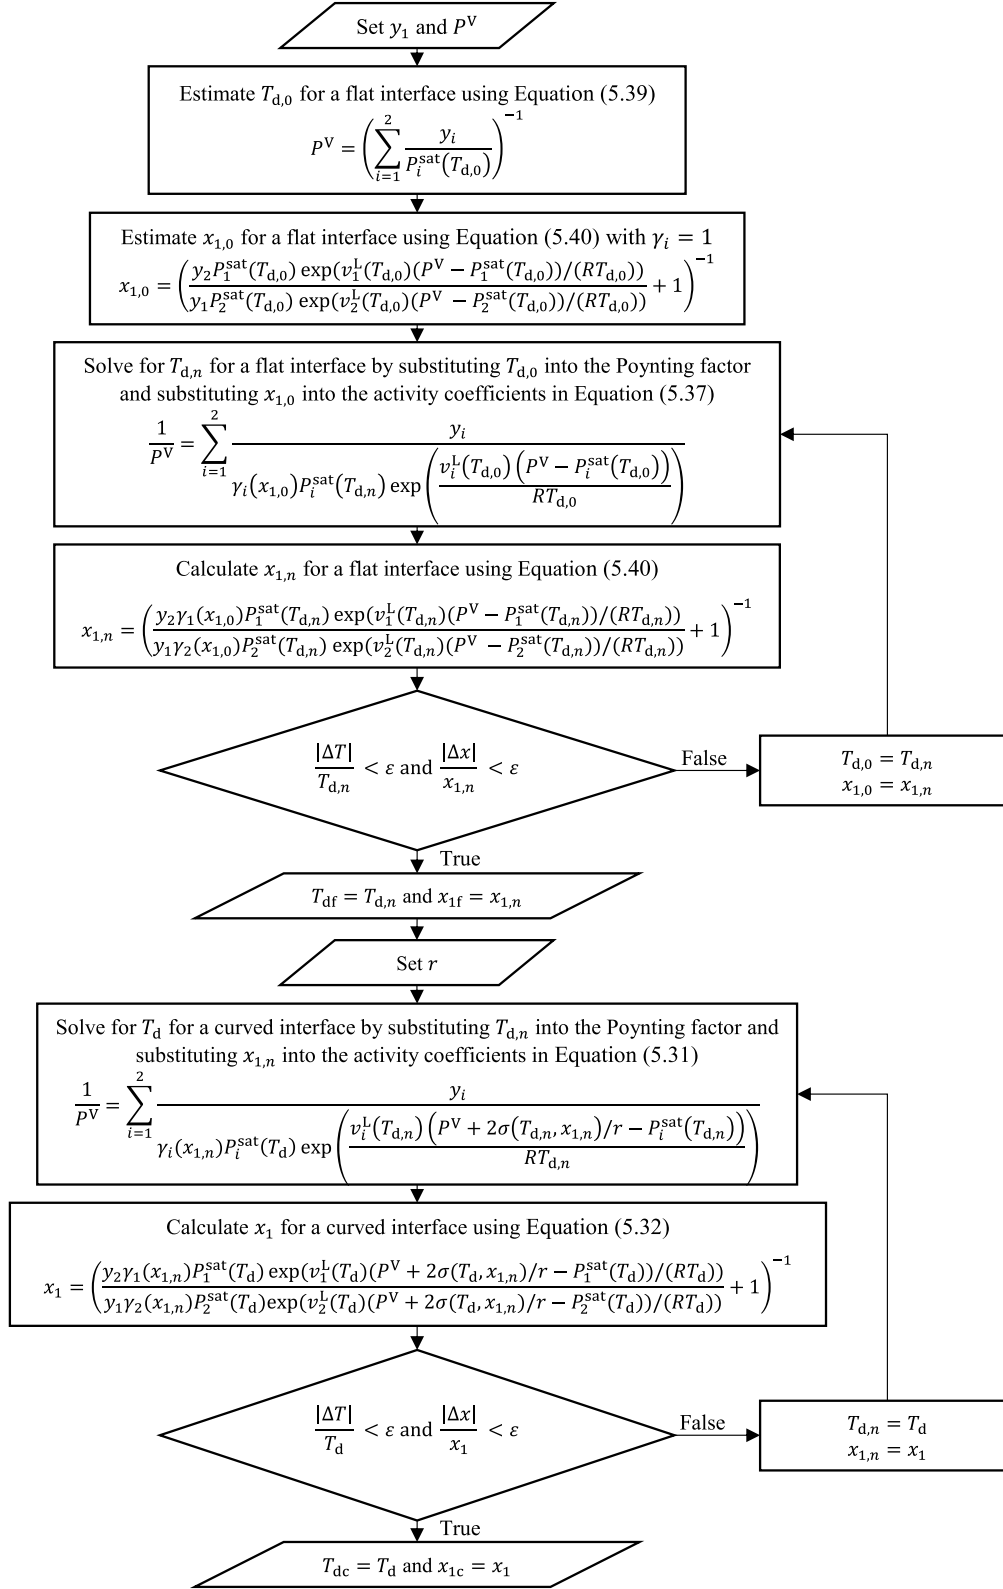 Set y₁ and Pⱽ
Estimate T_d,0 for a flat interface using Equation (5.39)
Pⱽ = (∑_{i=1}^{2} y_i / P_i^sat(T_d,0))⁻¹
Estimate x_1,0 for a flat interface using Equation (5.40) with γ_i = 1
x_1,0 = (y₂P₁^sat(T_d,0) exp(v₁^L(T_d,0)(Pⱽ − P₁^sat(T_d,0))/(RT_d,0)) / y₁P₂^sat(T_d,0) exp(v₂^L(T_d,0)(Pⱽ − P₂^sat(T_d,0))/(RT_d,0)) + 1)⁻¹
Solve for T_d,n for a flat interface by substituting T_d,0 into the Poynting factor
and substituting x_1,0 into the activity coefficients in Equation (5.37)
1/Pⱽ = ∑_{i=1}^{2} y_i / γ_i(x_1,0)P_i^sat(T_d,n) exp(v_i^L(T_d,0)(Pⱽ − P_i^sat(T_d,0)) / RT_d,0)
Calculate x_1,n for a flat interface using Equation (5.40)
x_1,n = (y₂γ₁(x_1,0)P₁^sat(T_d,n) exp(v₁^L(T_d,n)(Pⱽ − P₁^sat(T_d,n))/(RT_d,n)) / y₁γ₂(x_1,0)P₂^sat(T_d,n) exp(v₂^L(T_d,n)(Pⱽ − P₂^sat(T_d,n))/(RT_d,n)) + 1)⁻¹
|ΔT|/T_d,n < ε and |Δx|/x_1,n < ε
False
T_d,0 = T_d,n
x_1,0 = x_1,n
True
T_df = T_d,n and x_1f = x_1,n
Set r
Solve for T_d for a curved interface by substituting T_d,n into the Poynting factor and
substituting x_1,n into the activity coefficients in Equation (5.31)
1/Pⱽ = ∑_{i=1}^{2} y_i / γ_i(x_1,n)P_i^sat(T_d) exp(v_i^L(T_d,n)(Pⱽ + 2σ(T_d,n, x_1,n)/r − P_i^sat(T_d,n)) / RT_d,n)
Calculate x₁ for a curved interface using Equation (5.32)
x₁ = (y₂γ₁(x_1,n)P₁^sat(T_d) exp(v₁^L(T_d)(Pⱽ + 2σ(T_d, x_1,n)/r − P₁^sat(T_d))/(RT_d)) / y₁γ₂(x_1,n)P₂^sat(T_d)exp(v₂^L(T_d)(Pⱽ + 2σ(T_d, x_1,n)/r − P₂^sat(T_d))/(RT_d)) + 1)⁻¹
|ΔT|/T_d < ε and |Δx|/x₁ < ε
False
T_d,n = T_d
x_1,n = x₁
True
T_dc = T_d and x_1c = x₁